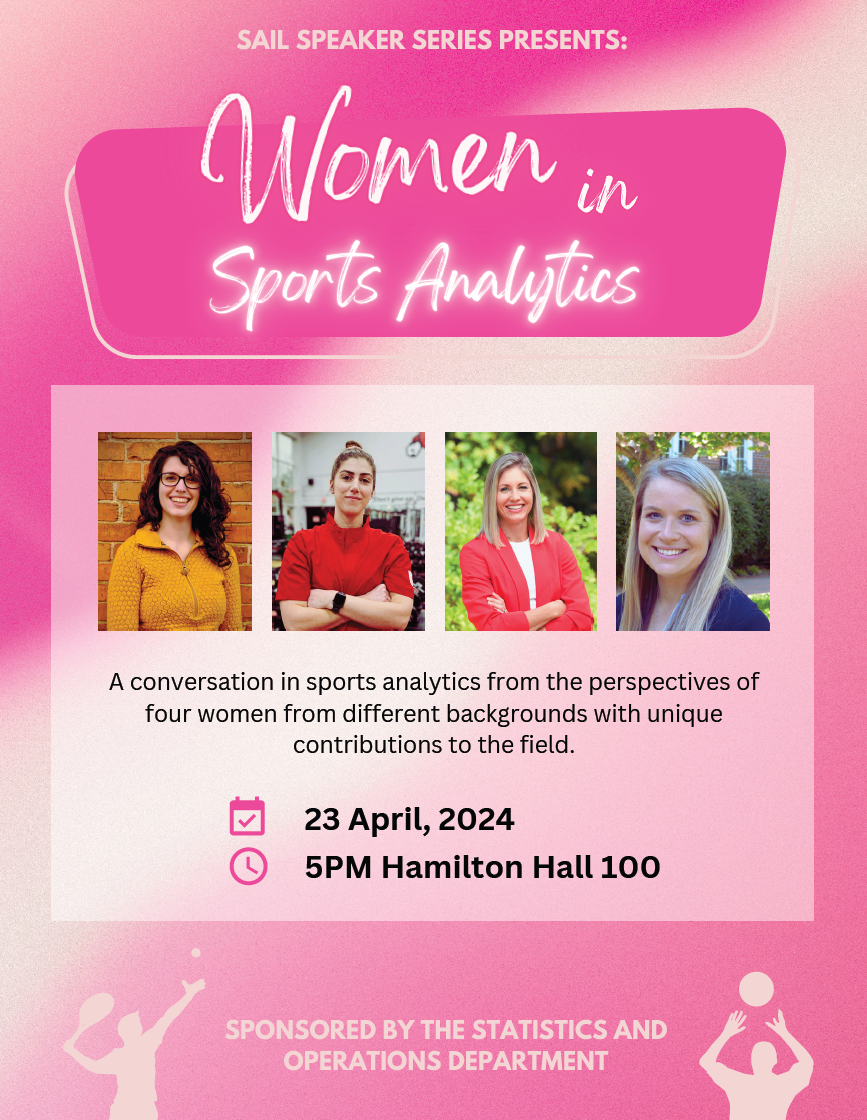 SAIL SPEAKER SERIES PRESENTS:
Women in
Sports Analytics
A conversation in sports analytics from the perspectives of
four women from different backgrounds with unique
contributions to the field.
23 April, 2024
5PM Hamilton Hall 100
SPONSORED BY THE STATISTICS AND
OPERATIONS DEPARTMENT